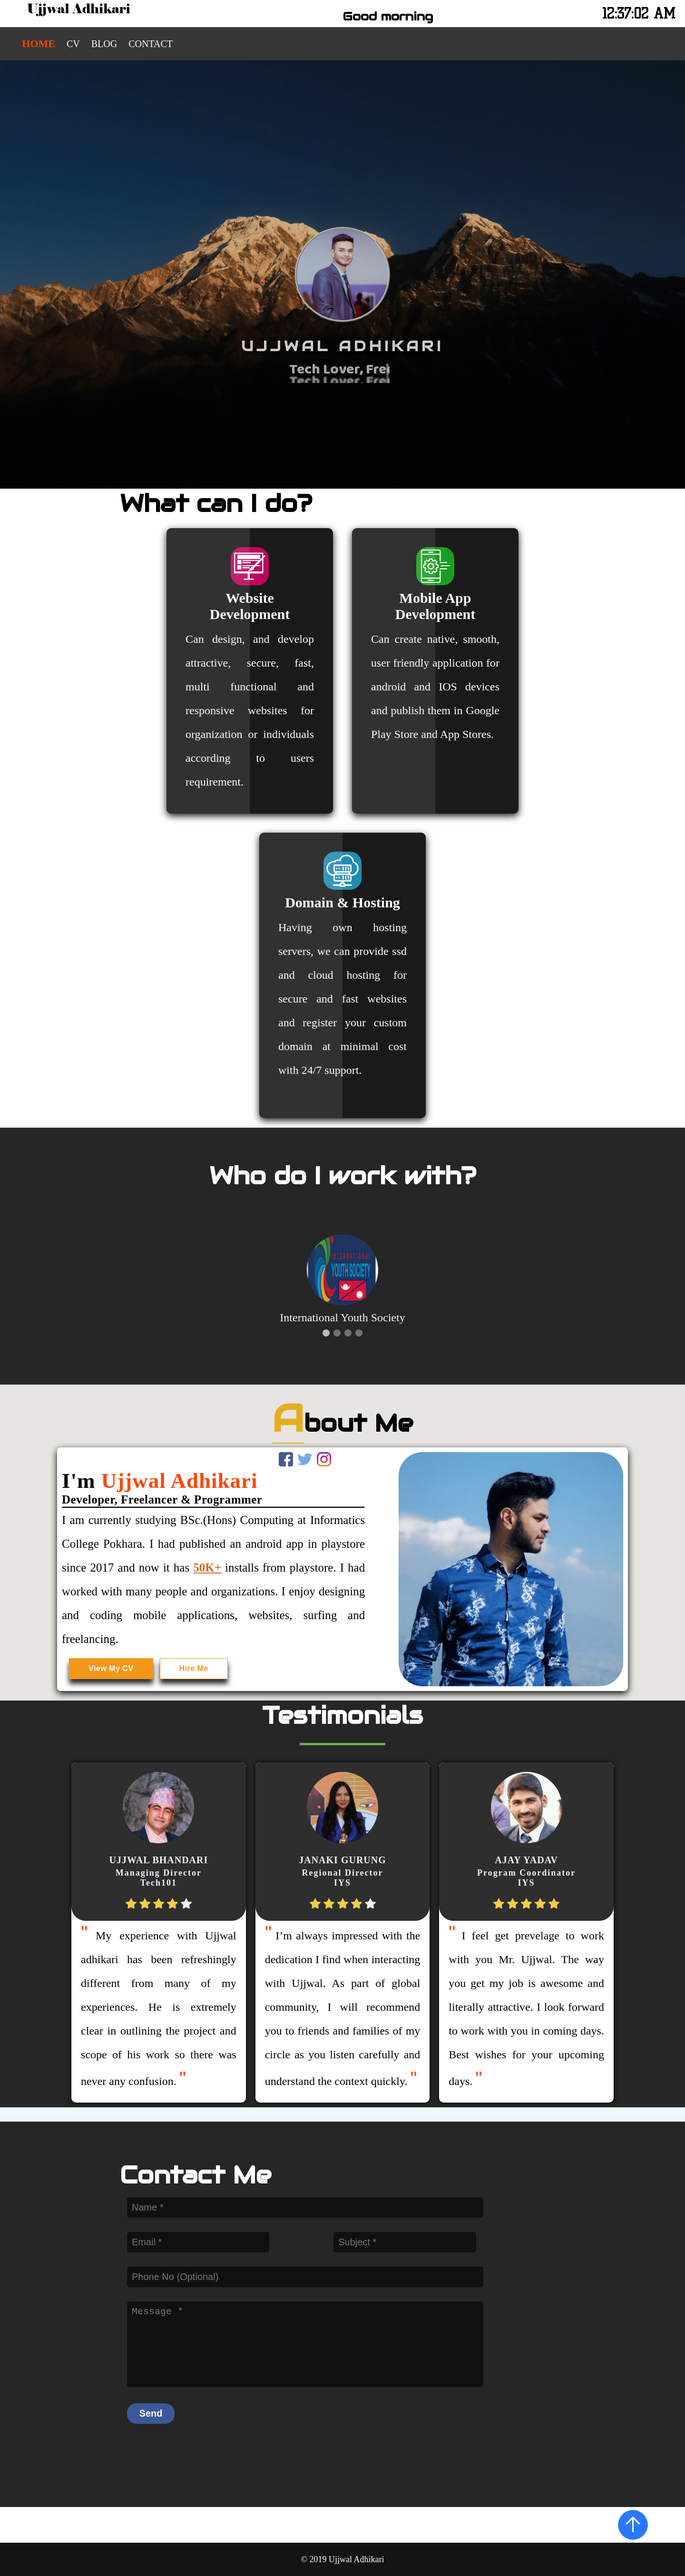 Ujjwal Adhikari
Good morning
12:37:02 AM
HOME CV BLOG CONTACT
UJJWAL ADHIKARI
Tech Lover, Fre
Tech Lover, Fre
What can I do?
Website
Development
Can design, and develop
attractive, secure, fast,
multi functional and
responsive websites for
organization or individuals
according to users
requirement.
Mobile App
Development
Can create native, smooth,
user friendly application for
android and IOS devices
and publish them in Google
Play Store and App Stores.
Domain & Hosting
Having own hosting
servers, we can provide ssd
and cloud hosting for
secure and fast websites
and register your custom
domain at minimal cost
with 24/7 support.
Who do I work with?
INTERNATIONAL
YOUTH SOCIETY
International Youth Society
About Me
I'm Ujjwal Adhikari
Developer, Freelancer & Programmer
I am currently studying BSc.(Hons) Computing at Informatics
College Pokhara. I had published an android app in playstore
since 2017 and now it has 50K+ installs from playstore. I had
worked with many people and organizations. I enjoy designing
and coding mobile applications, websites, surfing and
freelancing.
View My CV
Hire Me
Testimonials
UJJWAL BHANDARI
Managing Director
Tech101
" My experience with Ujjwal
adhikari has been refreshingly
different from many of my
experiences. He is extremely
clear in outlining the project and
scope of his work so there was
never any confusion. "
JANAKI GURUNG
Regional Director
IYS
" I’m always impressed with the
dedication I find when interacting
with Ujjwal. As part of global
community, I will recommend
you to friends and families of my
circle as you listen carefully and
understand the context quickly. "
AJAY YADAV
Program Coordinator
IYS
" I feel get prevelage to work
with you Mr. Ujjwal. The way
you get my job is awesome and
literally attractive. I look forward
to work with you in coming days.
Best wishes for your upcoming
days. "
Contact Me
Name *
Email *
Subject *
Phone No (Optional)
Message *
Send
© 2019 Ujjwal Adhikari